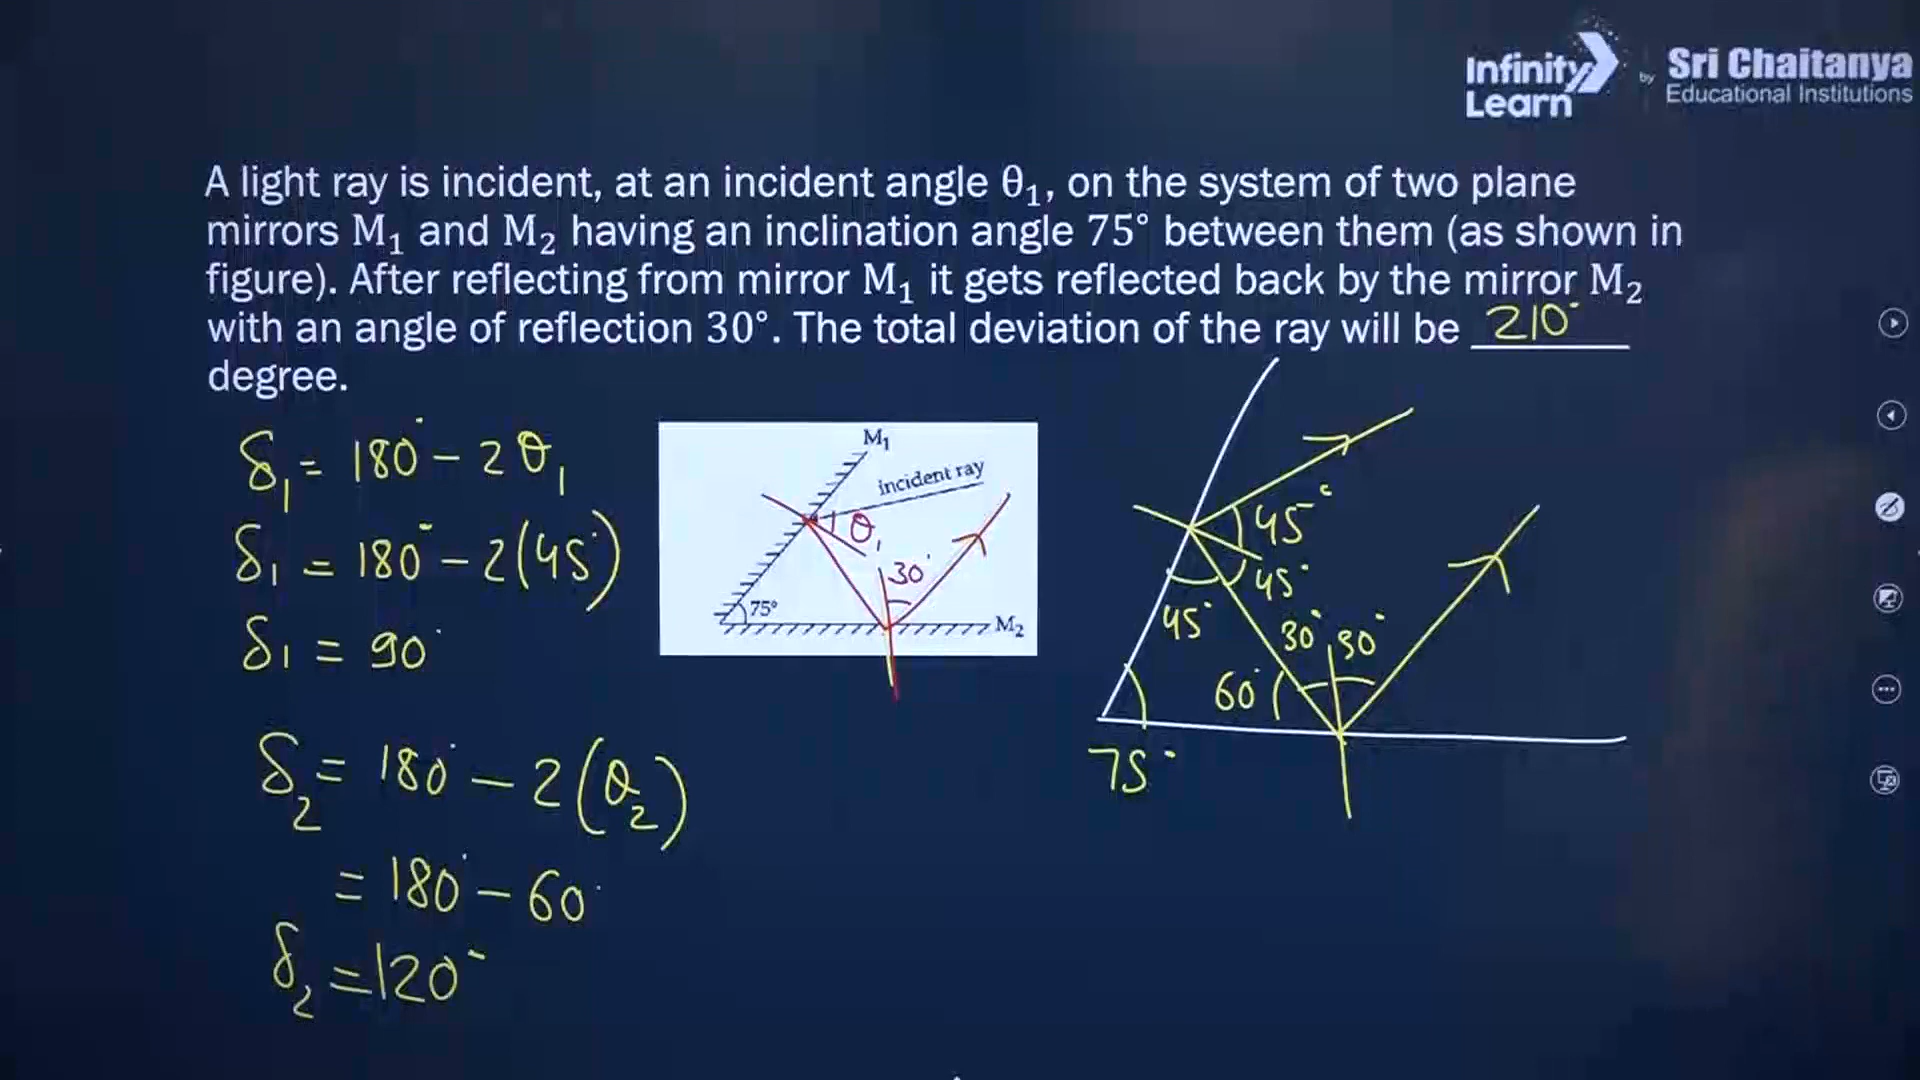 Infinity Learn by Sri Chaitanya Educational Institutions
A light ray is incident, at an incident angle θ₁, on the system of two plane
mirrors M₁ and M₂ having an inclination angle 75° between them (as shown in
figure). After reflecting from mirror M₁ it gets reflected back by the mirror M₂
with an angle of reflection 30°. The total deviation of the ray will be 210°
degree.
δ₁ = 180° - 2θ₁
δ₁ = 180° - 2(45°)
δ₁ = 90°
δ₂ = 180° - 2(θ₂)
= 180° - 60°
δ₂ = 120°
M₁
incident ray
θ₁
30°
75°
M₂
45°
45°
45°
30° 30°
60°
75°